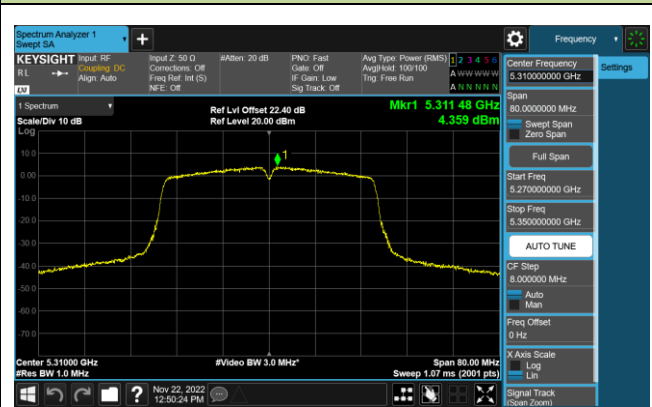 Spectrum Analyzer 1
Swept SA
Frequency
KEYSIGHT
RL
LXI
Input: RF
Coupling: DC
Align: Auto
Input Z: 50 Ω
Corrections: Off
Freq Ref: Int (S)
NFE: Off
#Atten: 20 dB
PNO: Fast
Gate: Off
IF Gain: Low
Sig Track: Off
Avg Type: Power (RMS)
Avg|Hold: 100/100
Trig: Free Run
1 2 3 4 5 6
A W W W W W
A N N N N N
Center Frequency
5.310000000 GHz
Settings
1 Spectrum
Scale/Div 10 dB
Log
Ref Lvl Offset 22.40 dB
Ref Level 20.00 dBm
Mkr1 5.311 48 GHz
4.359 dBm
Span
80.0000000 MHz
Swept Span
Zero Span
Full Span
Start Freq
5.270000000 GHz
Stop Freq
5.350000000 GHz
AUTO TUNE
CF Step
8.000000 MHz
Auto
Man
Freq Offset
0 Hz
X Axis Scale
Log
Lin
Signal Track
(Span Zoom)
10.0
0.00
-10.0
-20.0
-30.0
-40.0
-50.0
-60.0
-70.0
1
Center 5.31000 GHz
#Res BW 1.0 MHz
#Video BW 3.0 MHz*
Span 80.00 MHz
Sweep 1.07 ms (2001 pts)
?
Nov 22, 2022
12:50:24 PM